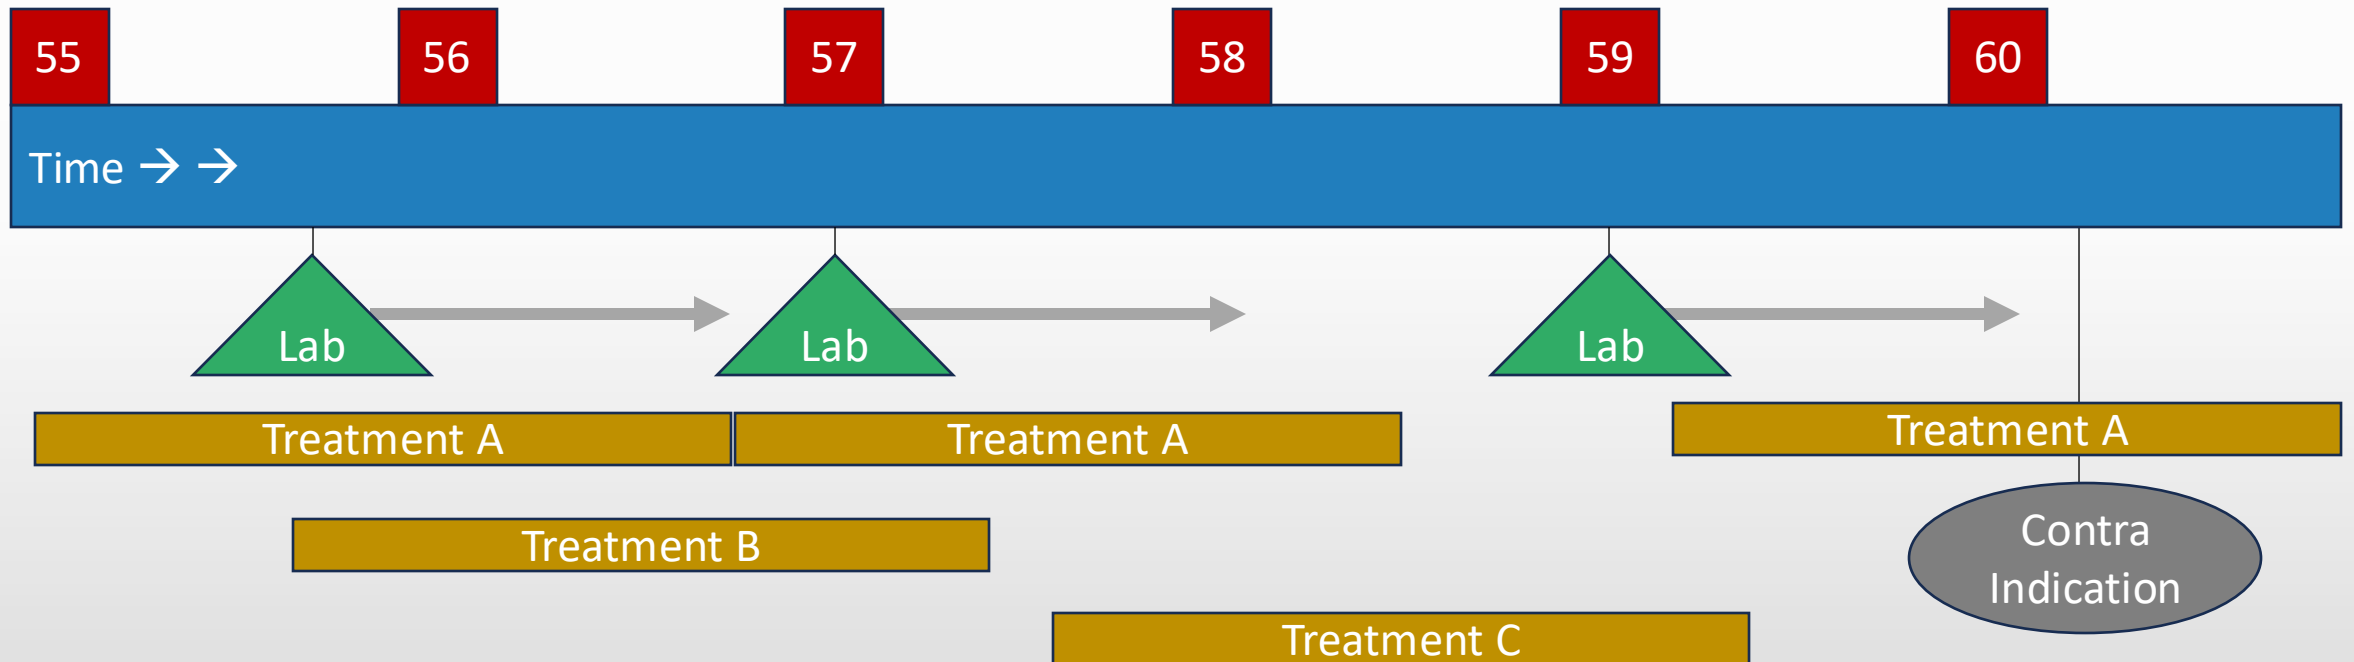 55 56 57 58 59 60
Time → →
Lab Lab Lab
Treatment A Treatment A Treatment A
Treatment B
Contra
Indication
Treatment C